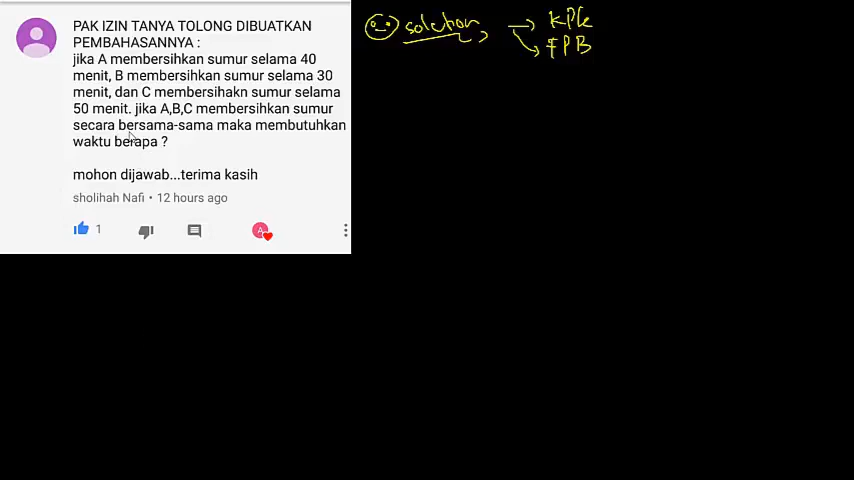 PAK IZIN TANYA TOLONG DIBUATKAN
PEMBAHASANNYA :
jika A membersihkan sumur selama 40
menit, B membersihkan sumur selama 30
menit, dan C membersihakn sumur selama
50 menit. jika A,B,C membersihkan sumur
secara bersama-sama maka membutuhkan
waktu berapa ?
mohon dijawab...terima kasih
sholihah Nafi • 12 hours ago
1
A
solution
KPK
FPB